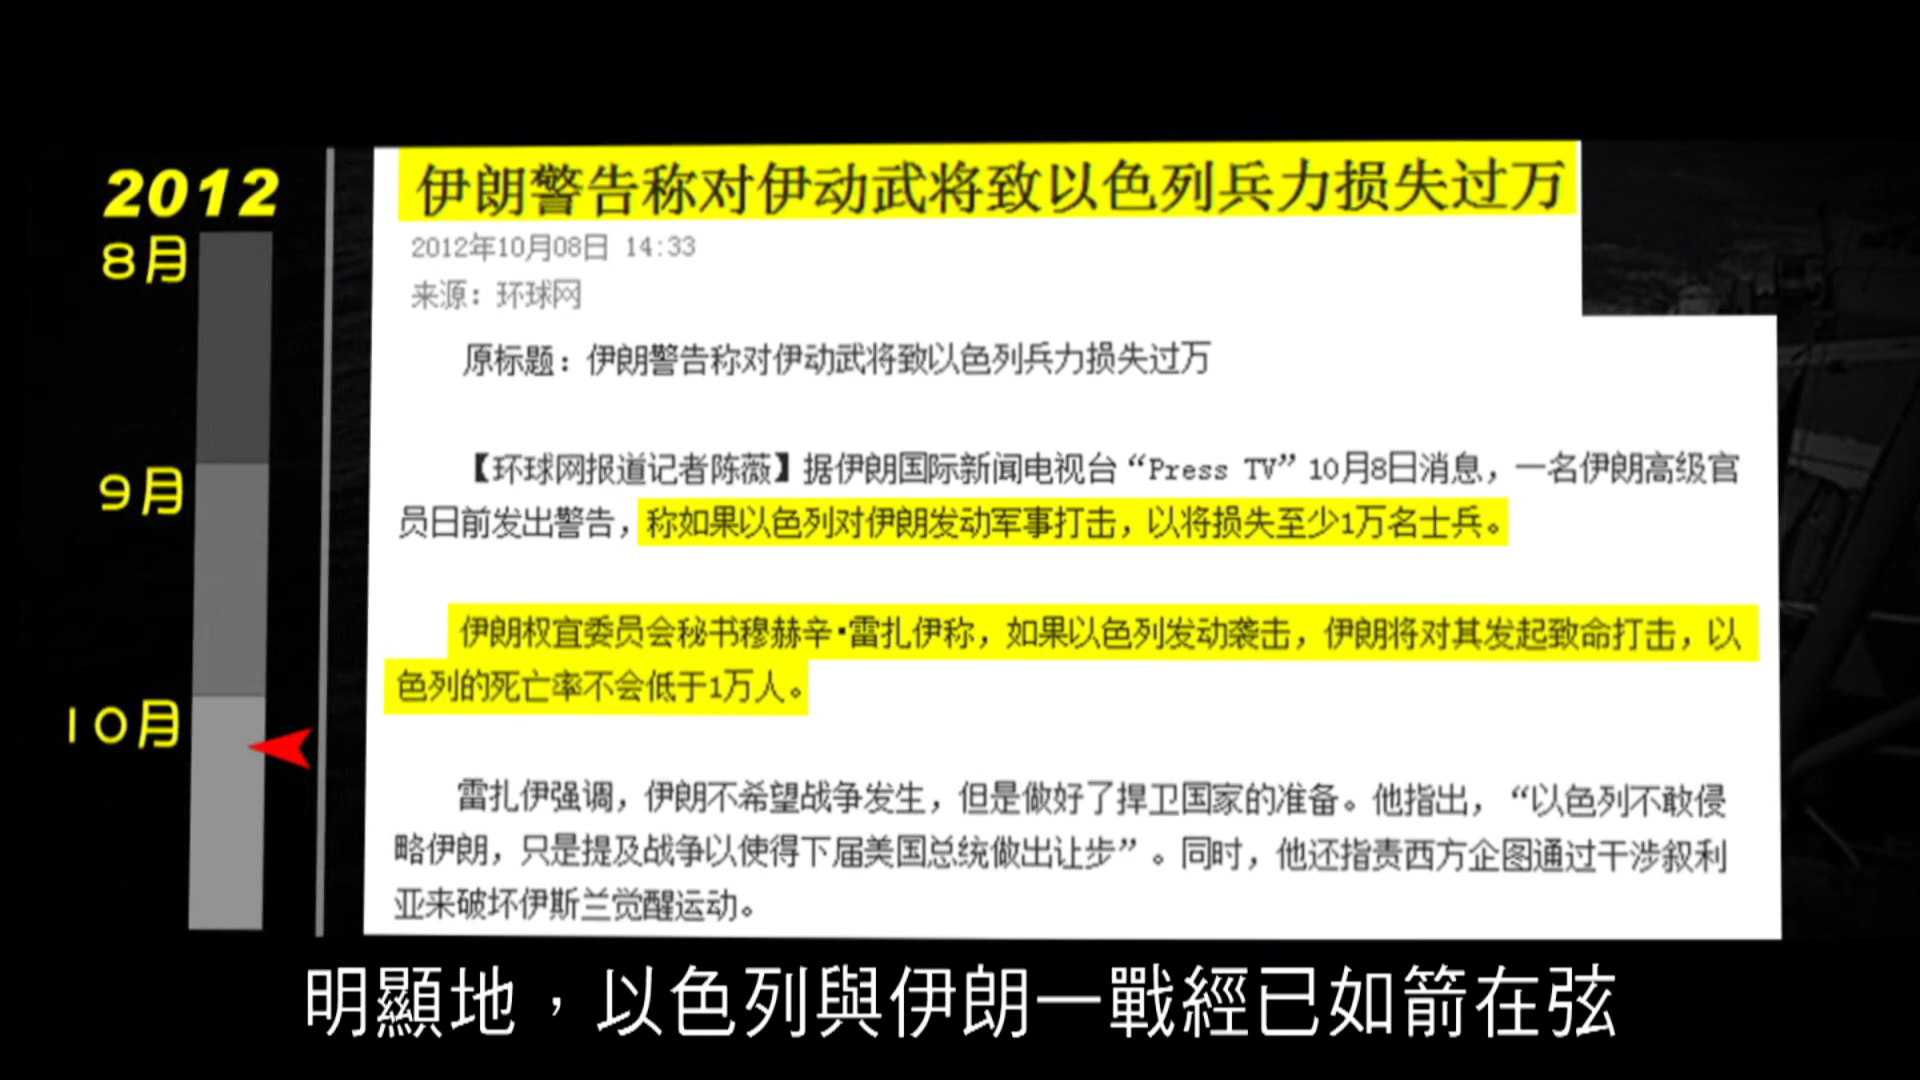 2012
8月
9月
10月
伊朗警告称对伊动武将致以色列兵力损失过万
2012年10月08日 14:33
来源：环球网
原标题：伊朗警告称对伊动武将致以色列兵力损失过万
【环球网报道记者陈薇】据伊朗国际新闻电视台“Press TV”10月8日消息，一名伊朗高级官
员日前发出警告，称如果以色列对伊朗发动军事打击，以将损失至少1万名士兵。
伊朗权宜委员会秘书穆赫辛·雷扎伊称，如果以色列发动袭击，伊朗将对其发起致命打击，以
色列的死亡率不会低于1万人。
雷扎伊强调，伊朗不希望战争发生，但是做好了捍卫国家的准备。他指出，“以色列不敢侵
略伊朗，只是提及战争以使得下届美国总统做出让步”。同时，他还指责西方企图通过干涉叙利
亚来破坏伊斯兰觉醒运动。
明顯地，以色列與伊朗一戰經已如箭在弦